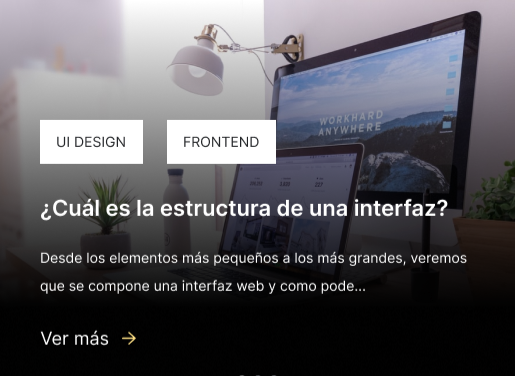 WORKHARD
ANYWHERE
UI DESIGN
FRONTEND
¿Cuál es la estructura de una interfaz?
Desde los elementos más pequeños a los más grandes, veremos
que se compone una interfaz web y como pode...
Ver más →